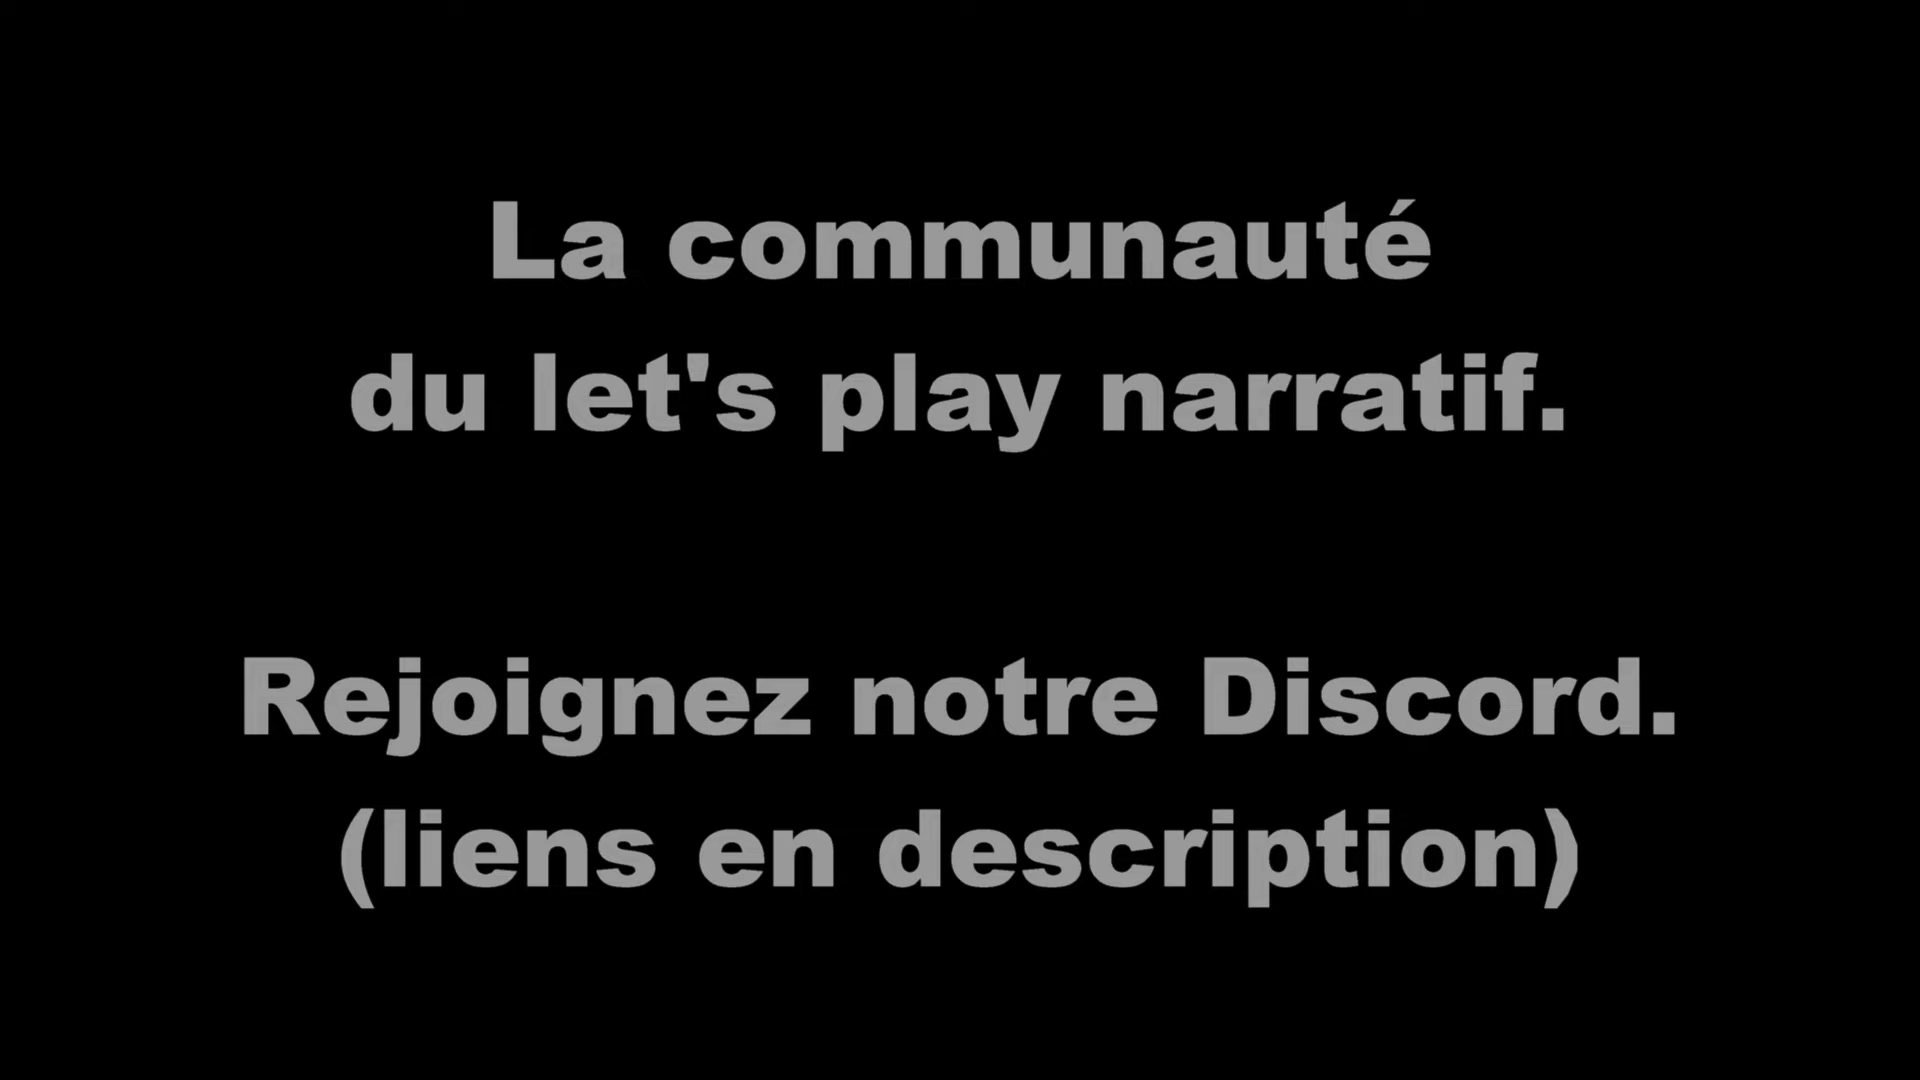 La communauté
du let's play narratif.
Rejoignez notre Discord.
(liens en description)